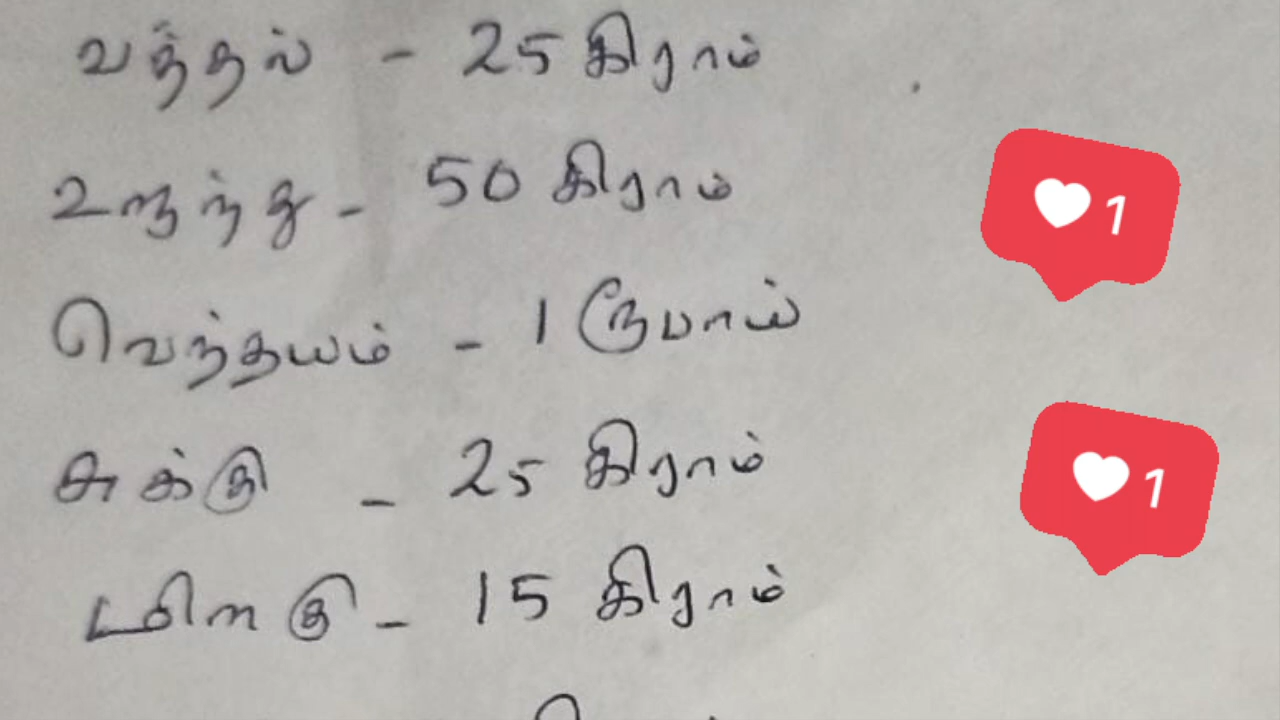 வத்தல் - 25 கிராம்
உளுந்து - 50 கிராம்
வெந்தயம் - 1 ரூபாய்
சுக்கு - 25 கிராம்
மிளகு - 15 கிராம்
1
1